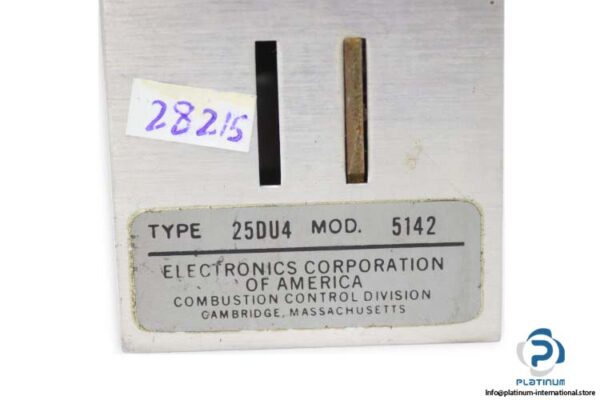 28215
TYPE 25DU4 MOD. 5142
ELECTRONICS CORPORATION
OF AMERICA
COMBUSTION CONTROL DIVISION
CAMBRIDGE, MASSACHUSETTS
PLATINUM
Info@platinum-international.store